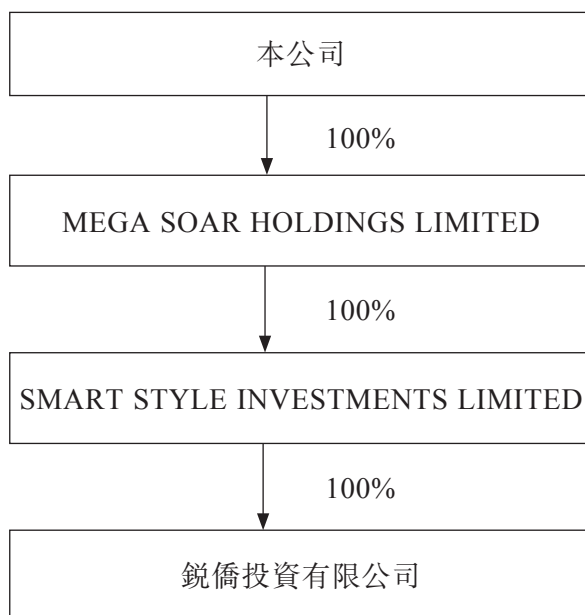 本公司
100%
MEGA SOAR HOLDINGS LIMITED
100%
SMART STYLE INVESTMENTS LIMITED
100%
鋭僑投資有限公司